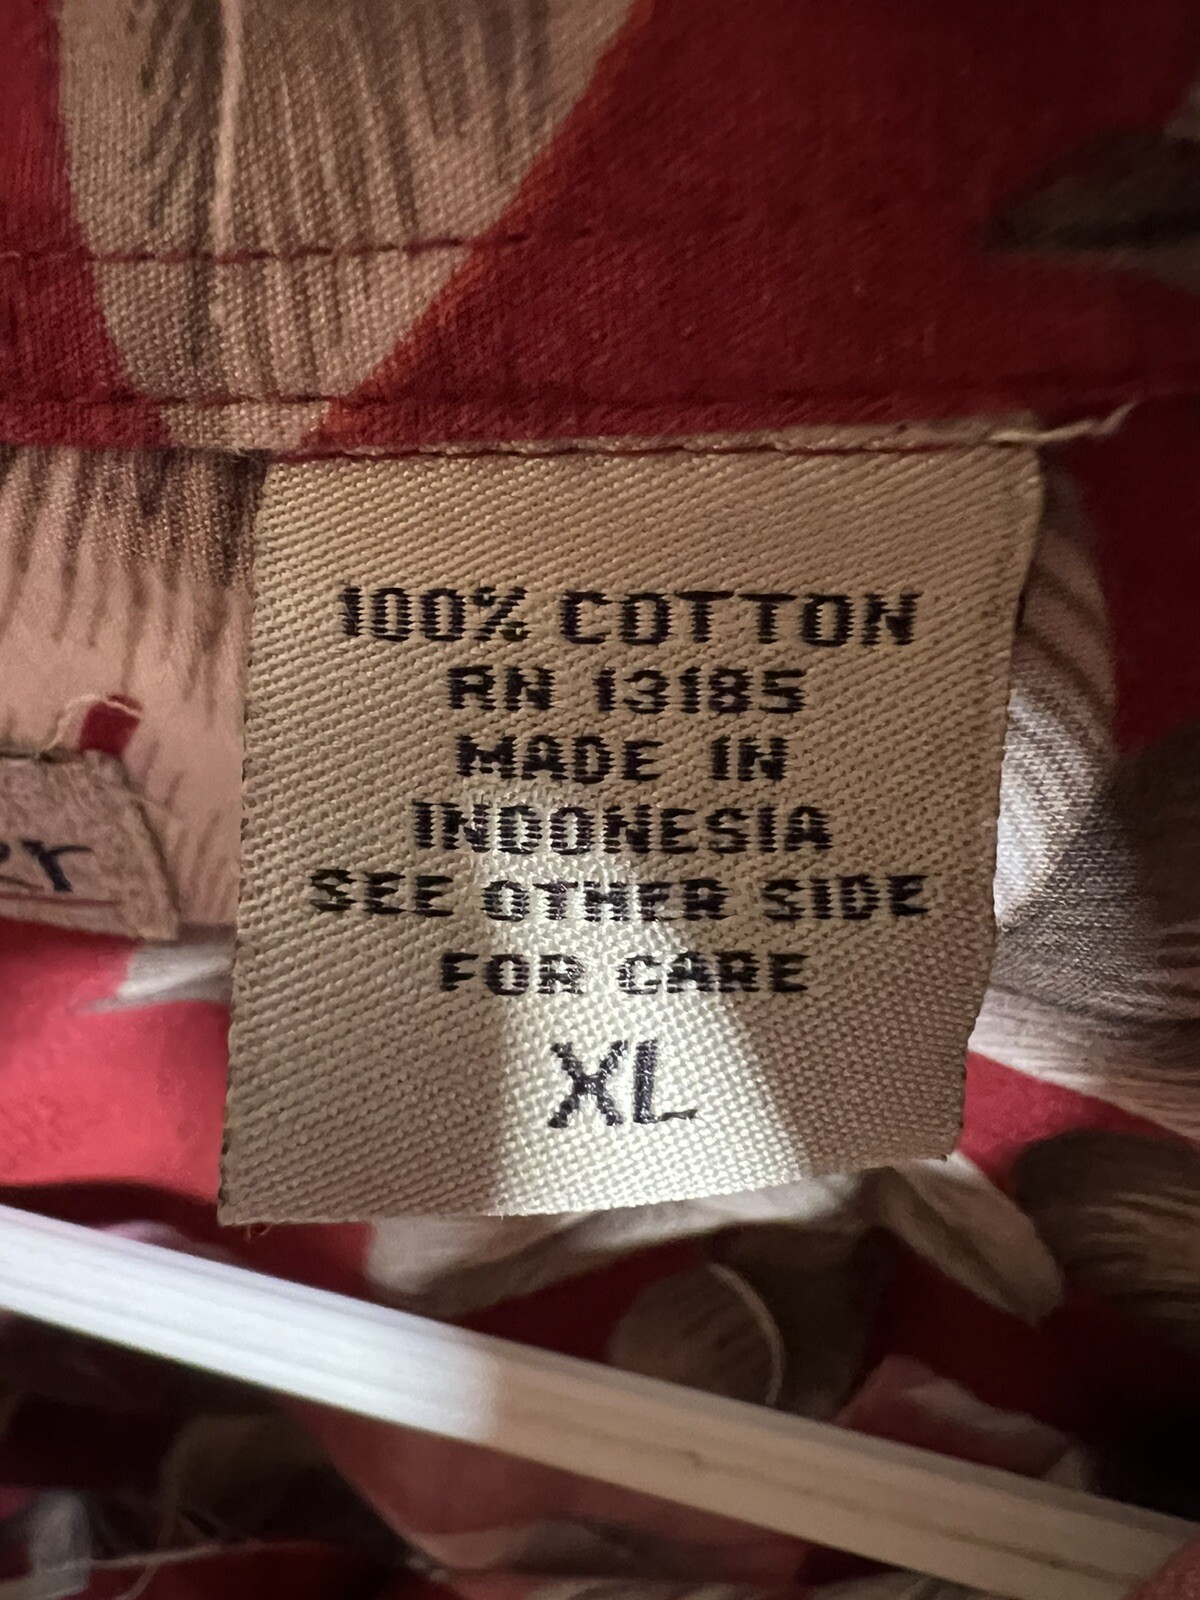 100% COTTON
RN 13185
MADE IN
INDONESIA
SEE OTHER SIDE
FOR CARE
XL